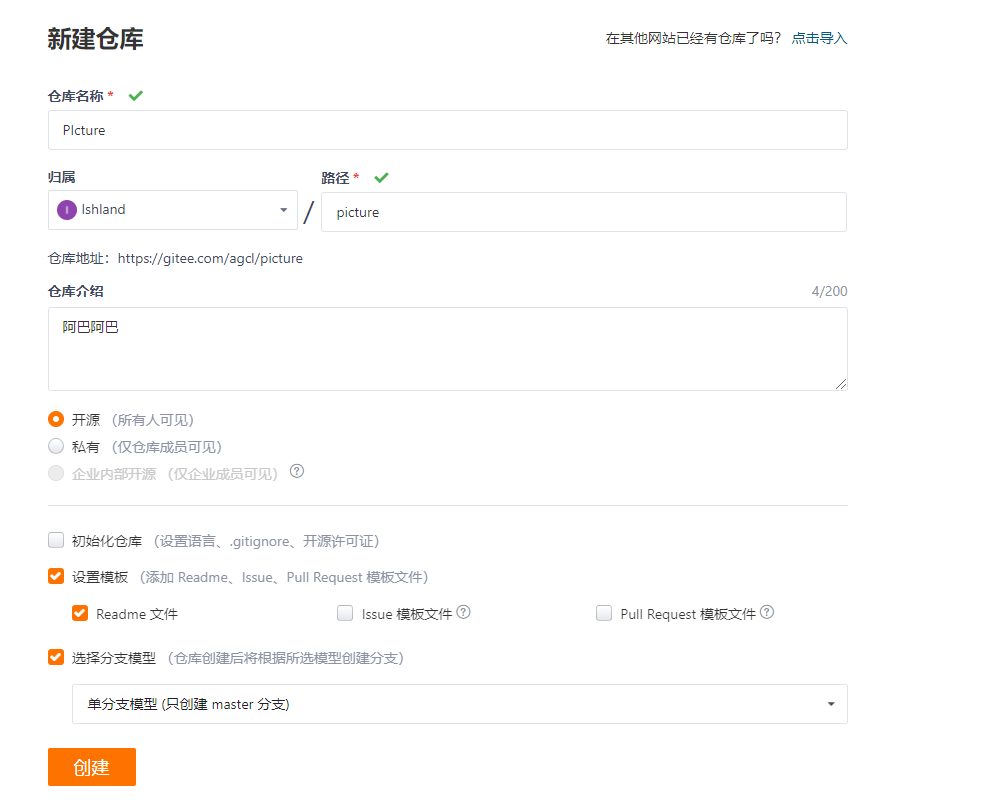 新建仓库
在其他网站已经有仓库了吗? 点击导入
仓库名称 *
PIcture
归属
路径 *
I Ishland
/
picture
仓库地址：https://gitee.com/agcl/picture
仓库介绍
4/200
阿巴阿巴
开源 （所有人可见）
私有 （仅仓库成员可见）
企业内部开源 （仅企业成员可见） ?
初始化仓库 （设置语言、.gitignore、开源许可证）
设置模板 （添加 Readme、Issue、Pull Request 模板文件）
Readme 文件 Issue 模板文件 ? Pull Request 模板文件 ?
选择分支模型 （仓库创建后将根据所选模型创建分支）
单分支模型 (只创建 master 分支)
创建